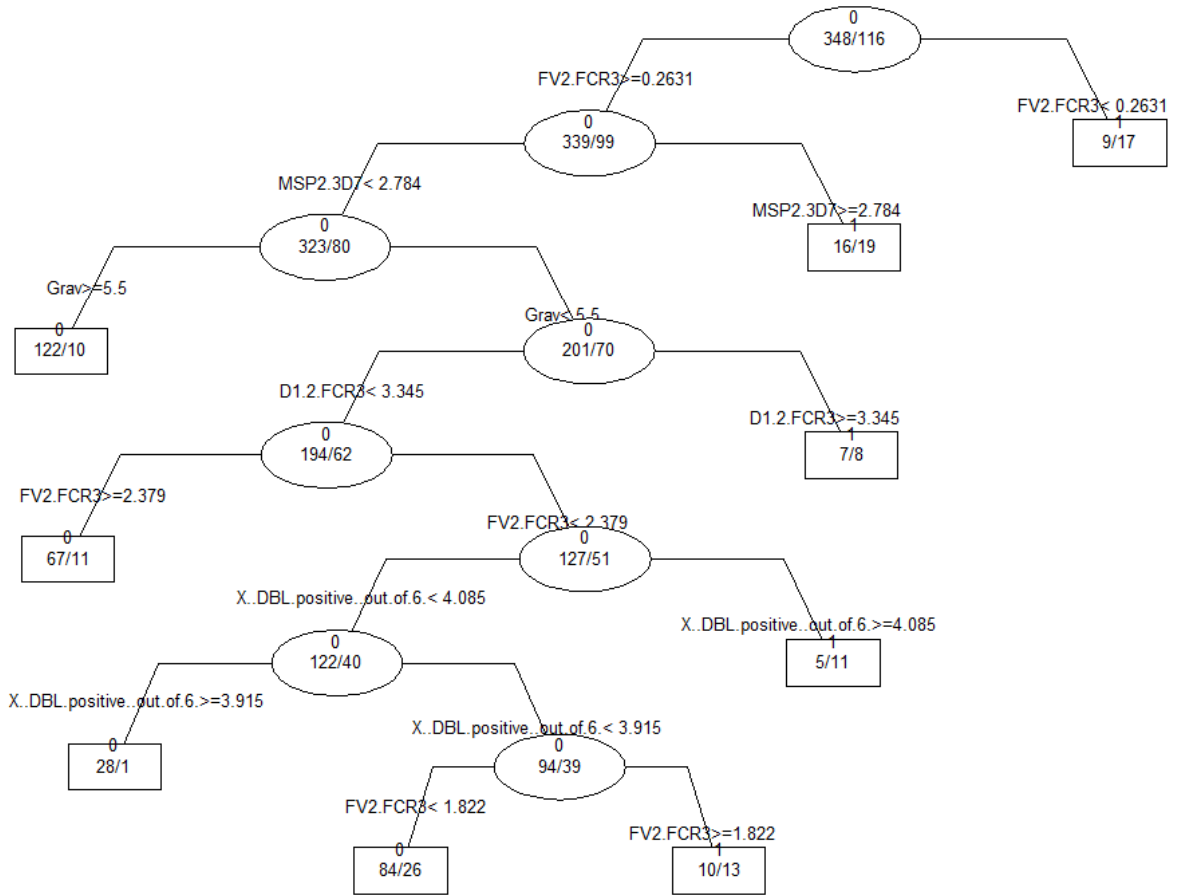 0
348/116
FV2.FCR3>=0.2631
FV2.FCR3< 0.2631
0
339/99
1
9/17
MSP2.3D7< 2.784
MSP2.3D7>=2.784
0
323/80
1
16/19
Grav>=5.5
Grav< 5.5
0
122/10
0
201/70
D1.2.FCR3< 3.345
D1.2.FCR3>=3.345
0
194/62
1
7/8
FV2.FCR3>=2.379
FV2.FCR3< 2.379
0
67/11
0
127/51
X..DBL.positive..out.of.6.< 4.085
X..DBL.positive..out.of.6.>=4.085
0
122/40
1
5/11
X..DBL.positive..out.of.6.>=3.915
X..DBL.positive..out.of.6.< 3.915
0
28/1
0
94/39
FV2.FCR3< 1.822
FV2.FCR3>=1.822
0
84/26
1
10/13